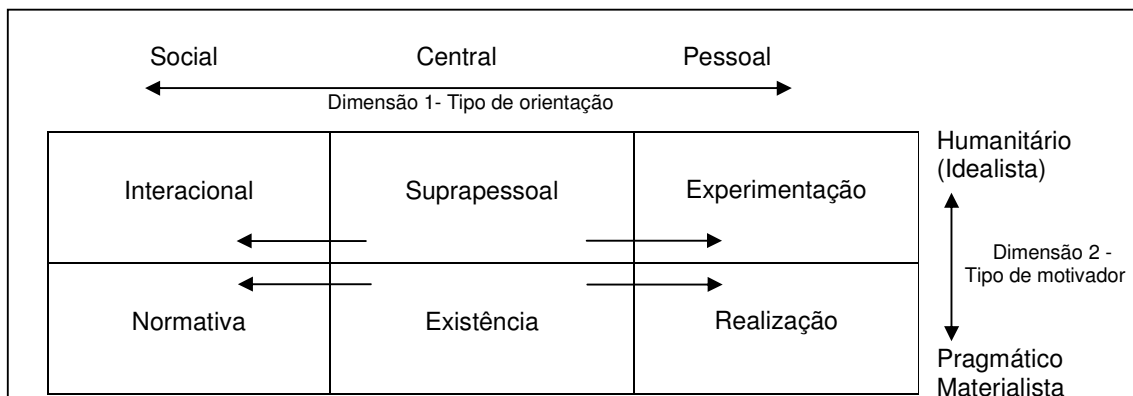 Social Central Pessoal
Dimensão 1- Tipo de orientação
Humanitário
(Idealista)
Interacional Suprapessoal Experimentação
Dimensão 2 -
Tipo de motivador
Normativa Existência Realização
Pragmático
Materialista